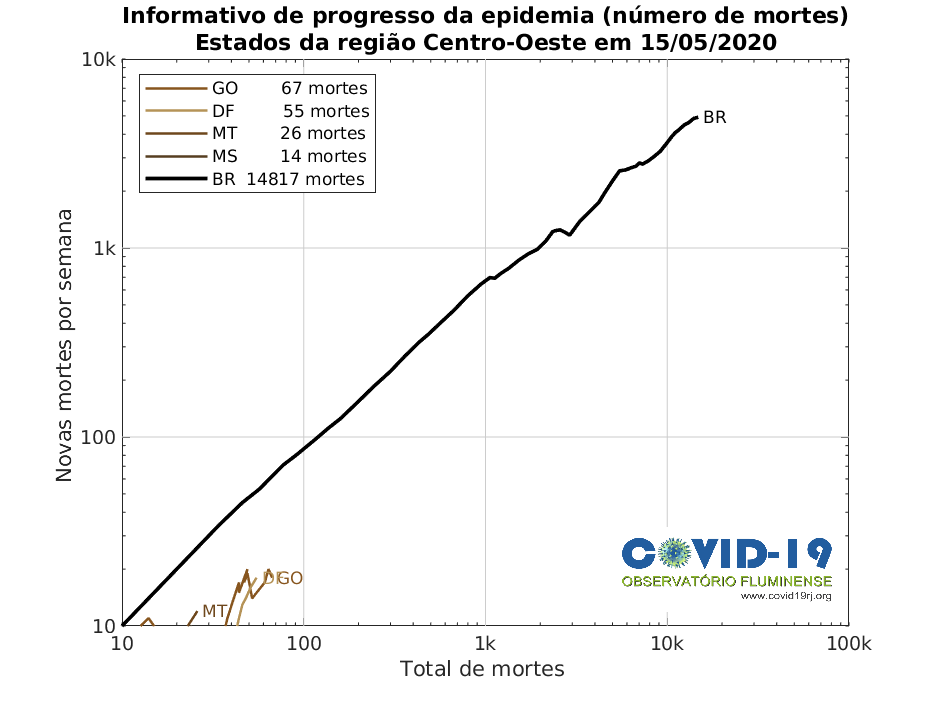 Informativo de progresso da epidemia (número de mortes)
Estados da região Centro-Oeste em 15/05/2020
10k
GO 67 mortes
DF 55 mortes
MT 26 mortes
MS 14 mortes
BR 14817 mortes
BR
1k
Novas mortes por semana
100
COVID-19
OBSERVATÓRIO FLUMINENSE
www.covid19rj.org
DF
GO
MT
10
10 100 1k 10k 100k
Total de mortes